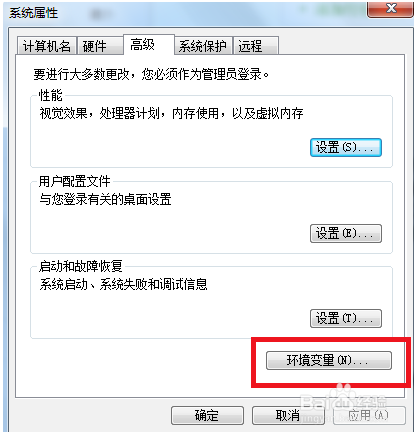 系统属性
计算机名 硬件 高级 系统保护 远程
要进行大多数更改，您必须作为管理员登录。
性能
视觉效果，处理器计划，内存使用，以及虚拟内存
设置(S)...
用户配置文件
与您登录有关的桌面设置
设置(E)...
启动和故障恢复
系统启动、系统失败和调试信息
设置(T)...
环境变量(N)...
Baidu经验
确定 取消 应用(A)